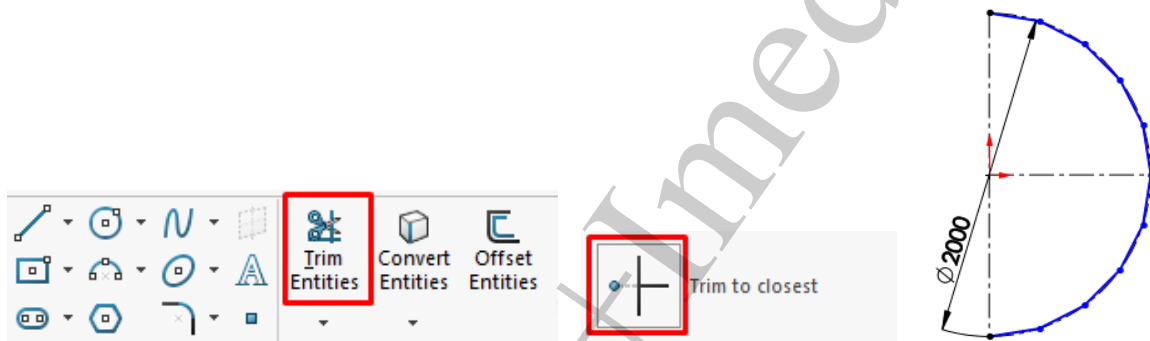 Trim
Entities
Convert
Entities
Offset
Entities
Trim to closest
Ø2000